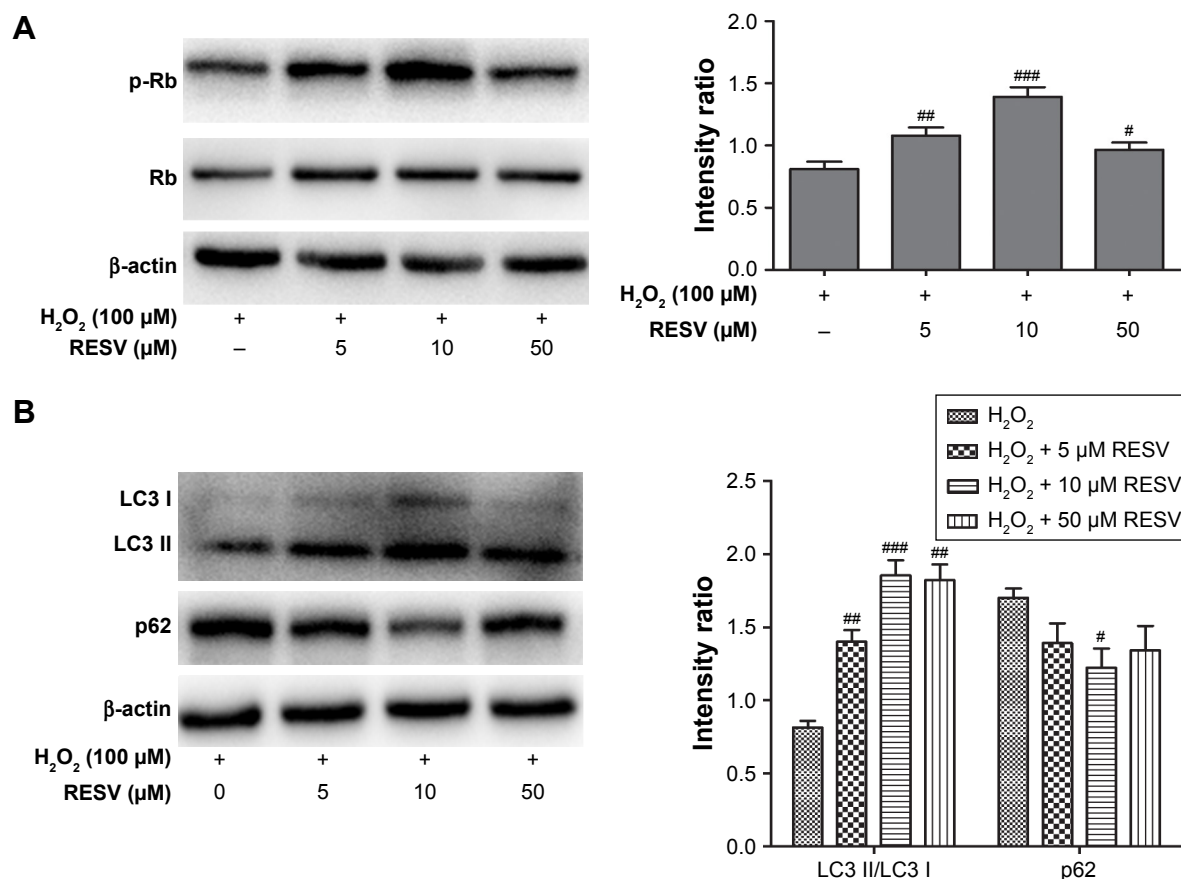 A
p-Rb
Rb
β-actin
H₂O₂ (100 µM) + + + +
RESV (µM) – 5 10 50
2.0
1.5
1.0
0.5
0.0
Intensity ratio
## ### #
H₂O₂ (100 µM) + + + +
RESV (µM) – 5 10 50
B
LC3 I
LC3 II
p62
β-actin
H₂O₂ (100 µM) + + + +
RESV (µM) 0 5 10 50
H₂O₂
H₂O₂ + 5 µM RESV
H₂O₂ + 10 µM RESV
H₂O₂ + 50 µM RESV
2.5
2.0
1.5
1.0
0.5
0.0
Intensity ratio
## ### ## #
LC3 II/LC3 I p62